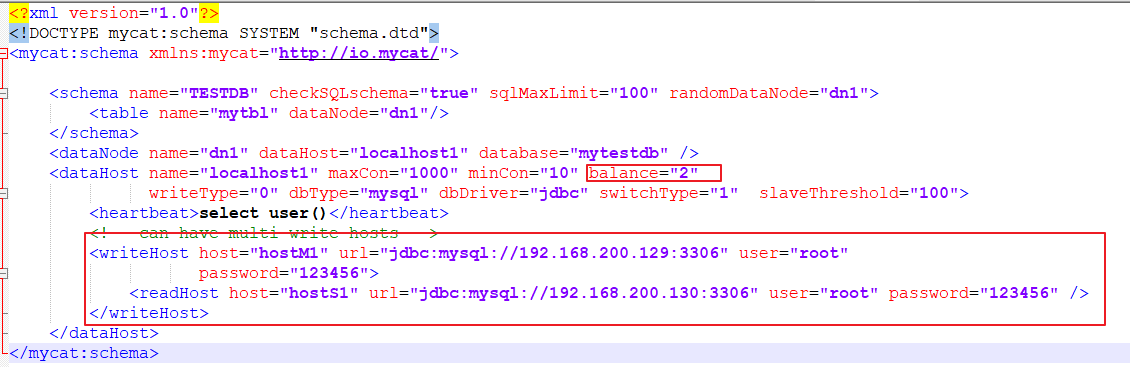 <?xml version="1.0"?>
<!DOCTYPE mycat:schema SYSTEM "schema.dtd">
<mycat:schema xmlns:mycat="http://io.mycat/">
<schema name="TESTDB" checkSQLschema="true" sqlMaxLimit="100" randomDataNode="dn1">
<table name="mytbl" dataNode="dn1"/>
</schema>
<dataNode name="dn1" dataHost="localhost1" database="mytestdb" />
<dataHost name="localhost1" maxCon="1000" minCon="10" balance="2"
writeType="0" dbType="mysql" dbDriver="jdbc" switchType="1" slaveThreshold="100">
<heartbeat>select user()</heartbeat>
<!-- can have multi write hosts -->
<writeHost host="hostM1" url="jdbc:mysql://192.168.200.129:3306" user="root"
password="123456">
<readHost host="hostS1" url="jdbc:mysql://192.168.200.130:3306" user="root" password="123456" />
</writeHost>
</dataHost>
</mycat:schema>